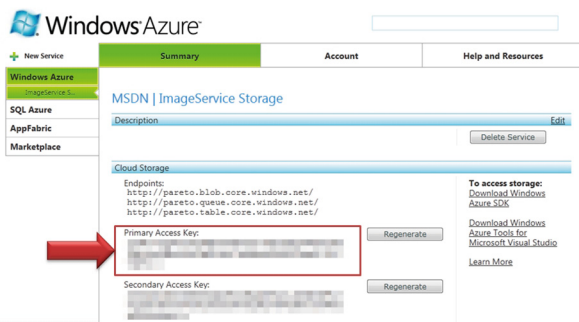 Windows Azure
New Service
Summary
Account
Help and Resources
Windows Azure
ImageService S...
SQL Azure
AppFabric
Marketplace
MSDN | ImageService Storage
Description
Edit
Delete Service
Cloud Storage
Endpoints:
http://pareto.blob.core.windows.net/
http://pareto.queue.core.windows.net/
http://pareto.table.core.windows.net/
Primary Access Key:
Regenerate
Secondary Access Key:
Regenerate
To access storage:
Download Windows
Azure SDK
Download Windows
Azure Tools for
Microsoft Visual Studio
Learn More